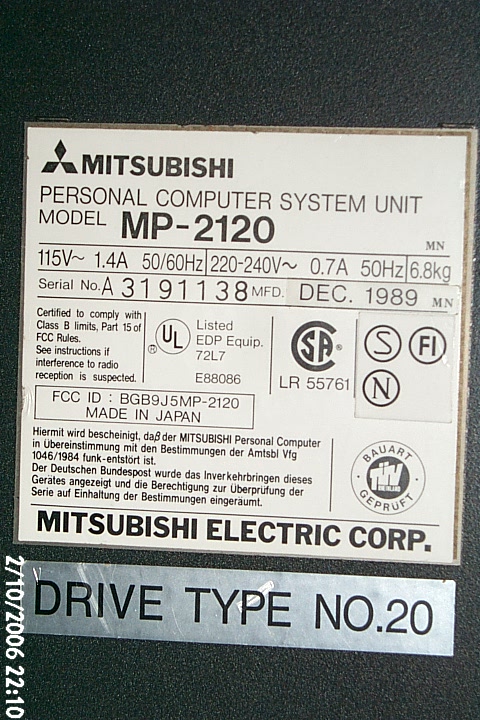 MITSUBISHI
PERSONAL COMPUTER SYSTEM UNIT
MODEL MP-2120
MN
115V~ 1.4A 50/60Hz 220-240V~ 0.7A 50Hz 6.8kg
Serial No. A 3191138 MFD. DEC. 1989 MN
Certified to comply with
Class B limits, Part 15 of
FCC Rules.
See instructions if
interference to radio
reception is suspected.
UL ®
Listed
EDP Equip.
72L7
E88086
SA ®
LR 55761
S FI
N
FCC ID : BGB9J5MP-2120
MADE IN JAPAN
Hiermit wird bescheinigt, daß der MITSUBISHI Personal Computer
in Übereinstimmung mit den Bestimmungen der Amtsbl Vfg
1046/1984 funk-entstört ist.
Der Deutschen Bundespost wurde das Inverkehrbringen dieses
Gerätes angezeigt und die Berechtigung zur Überprüfung der
Serie auf Einhaltung der Bestimmungen eingeräumt.
BAUART
TÜV
GEPRÜFT
MITSUBISHI ELECTRIC CORP.
DRIVE TYPE NO.20
2/10/2006 22:10